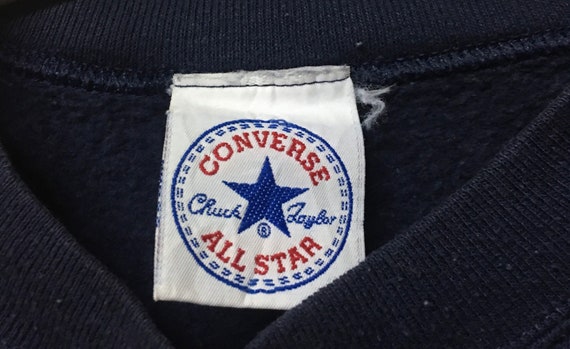 CONVERSE
Chuck Taylor
®
ALL STAR